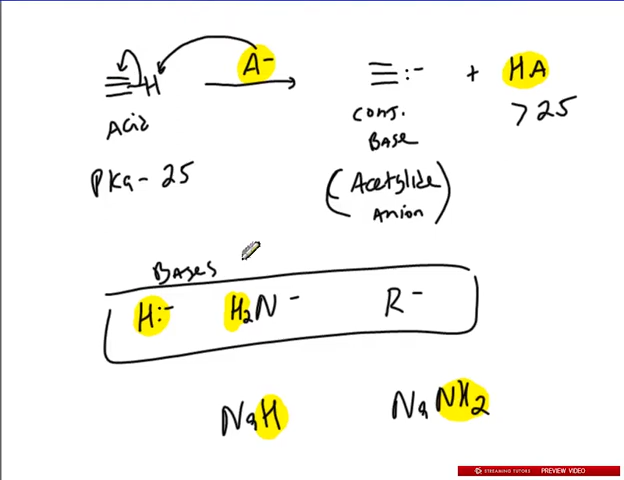 ≡-H A- → ≡:- + HA
Acid conj. > 25
Base
pKa - 25 (Acetylide
Anion)
Bases
H:- H2N- R-
NaH NaNH2
STREAMING TUTORS PREVIEW VIDEO